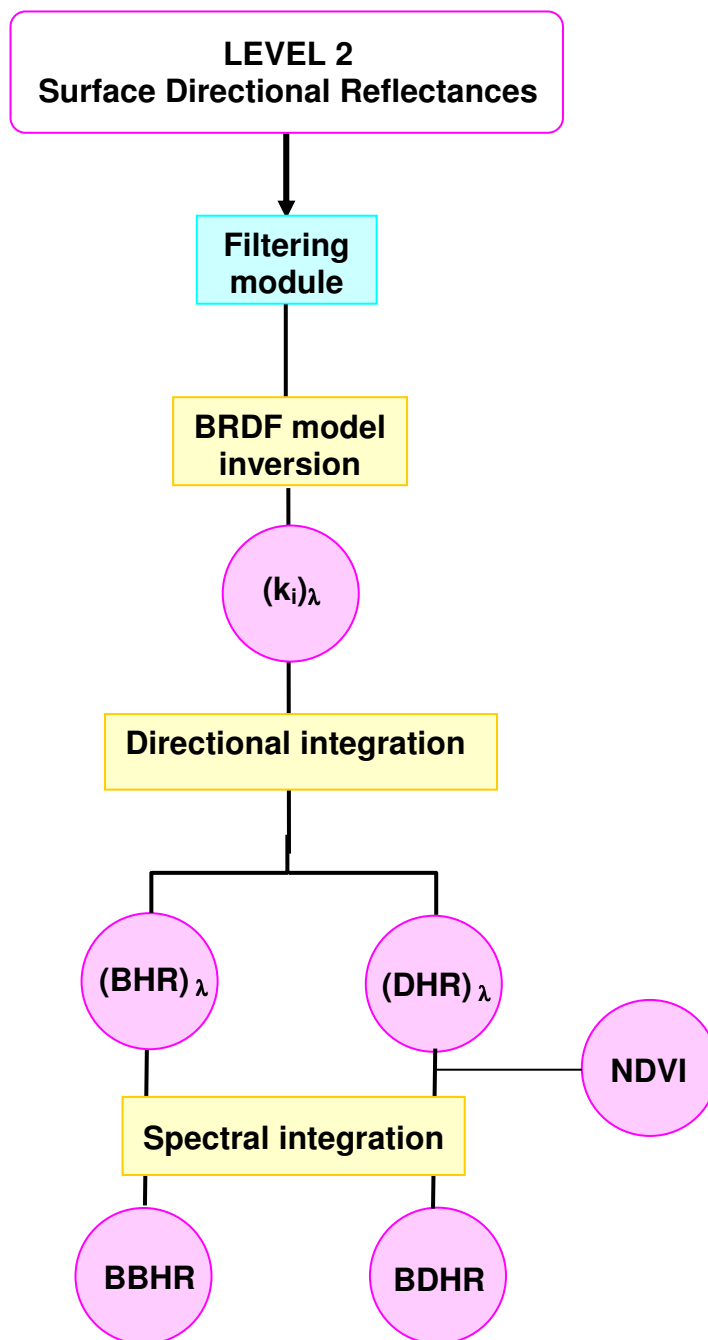 LEVEL 2
Surface Directional Reflectances
Filtering
module
BRDF model
inversion
(kᵢ)λ
Directional integration
(BHR) λ
(DHR) λ
NDVI
Spectral integration
BBHR
BDHR